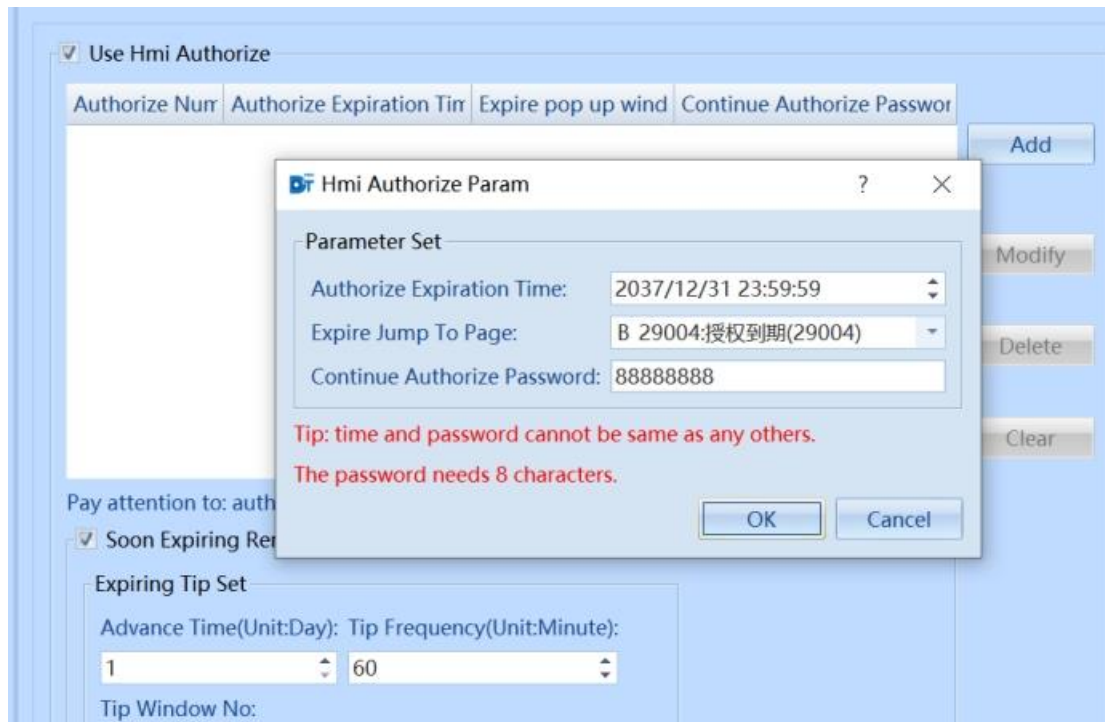 Use Hmi Authorize
Authorize Num Authorize Expiration Tim Expire pop up wind Continue Authorize Passwor
Add
Hmi Authorize Param ?
Parameter Set
Modify
Authorize Expiration Time: 2037/12/31 23:59:59
Expire Jump To Page: B 29004:授权到期(29004)
Delete
Continue Authorize Password: 88888888
Tip: time and password cannot be same as any others.
Clear
The password needs 8 characters.
Pay attention to: auth
OK Cancel
Soon Expiring Rer
Expiring Tip Set
Advance Time(Unit:Day): Tip Frequency(Unit:Minute):
1 60
Tip Window No: